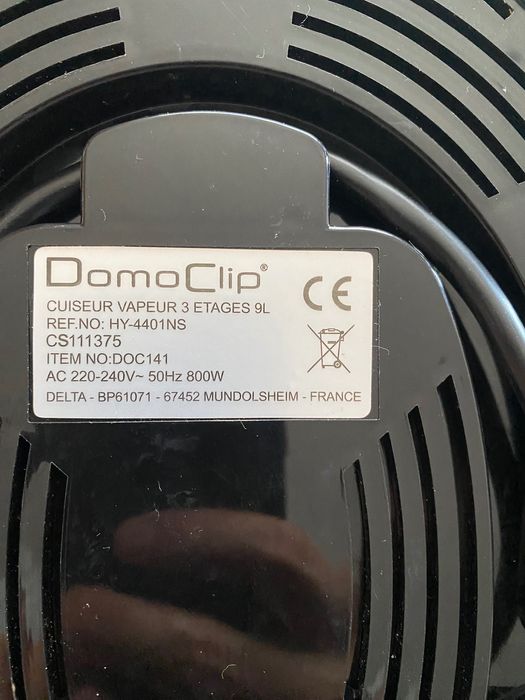 DomoClip®
CE
CUISEUR VAPEUR 3 ETAGES 9L
REF.NO: HY-4401NS
CS111375
ITEM NO:DOC141
AC 220-240V~ 50Hz 800W
DELTA - BP61071 - 67452 MUNDOLSHEIM - FRANCE